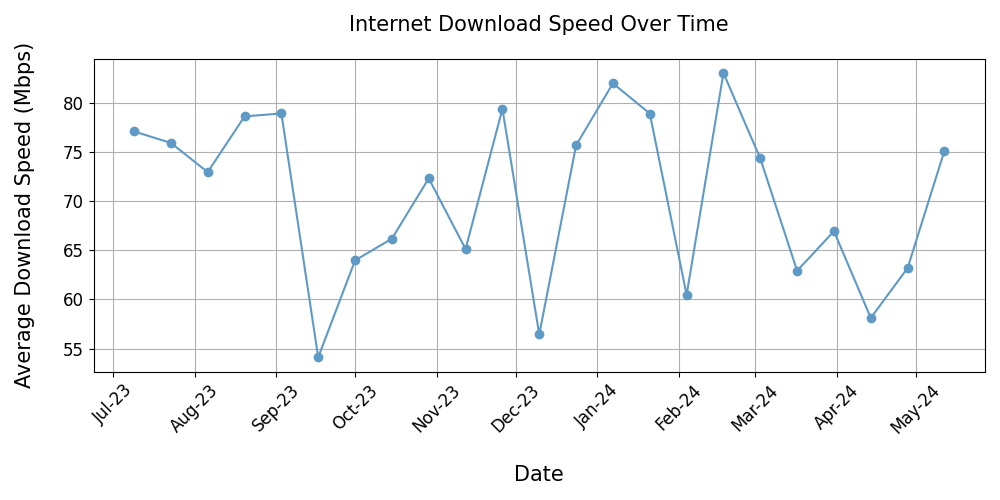 Internet Download Speed Over Time
Average Download Speed (Mbps)
80
75
70
65
60
55
Jul-23
Aug-23
Sep-23
Oct-23
Nov-23
Dec-23
Jan-24
Feb-24
Mar-24
Apr-24
May-24
Date